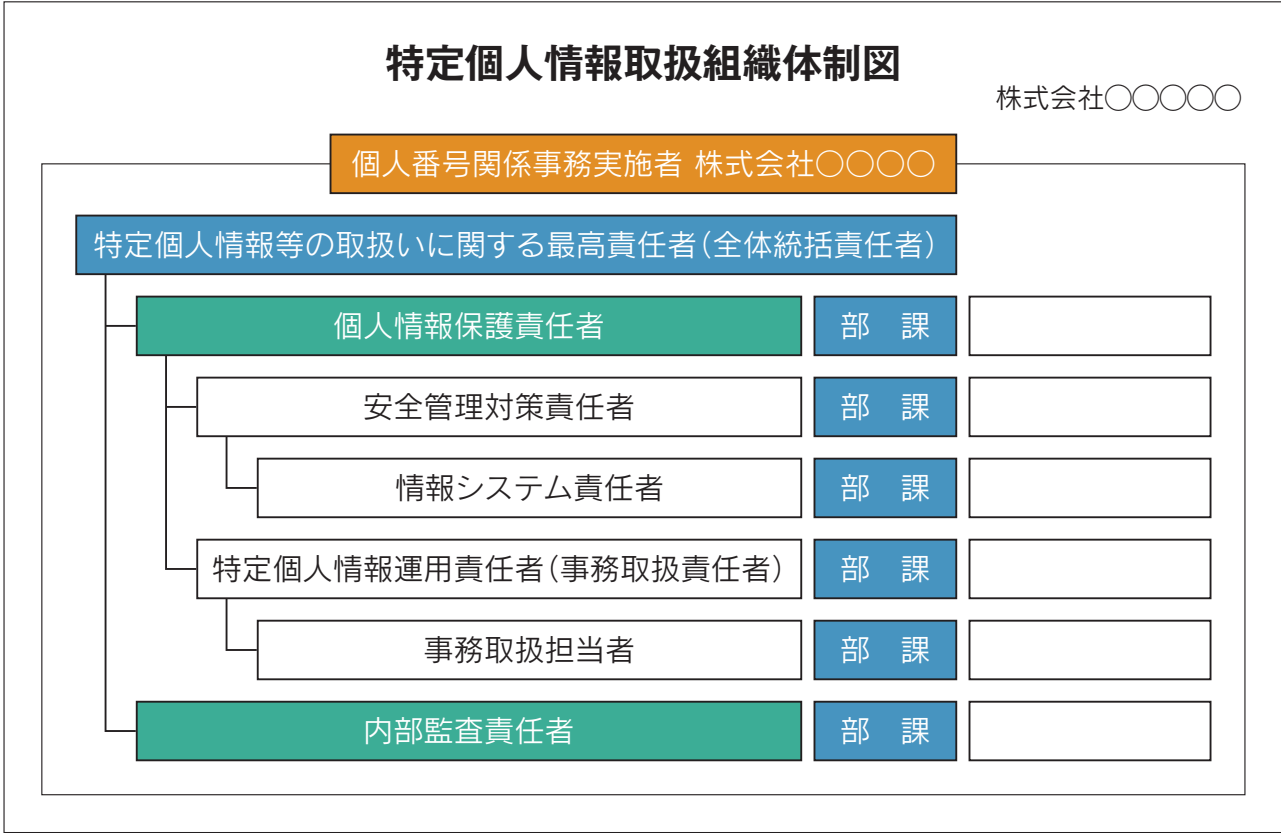 特定個人情報取扱組織体制図
株式会社○○○○○
個人番号関係事務実施者 株式会社○○○○
特定個人情報等の取扱いに関する最高責任者(全体統括責任者)
個人情報保護責任者 部　課
安全管理対策責任者 部　課
情報システム責任者 部　課
特定個人情報運用責任者(事務取扱責任者) 部　課
事務取扱担当者 部　課
内部監査責任者 部　課